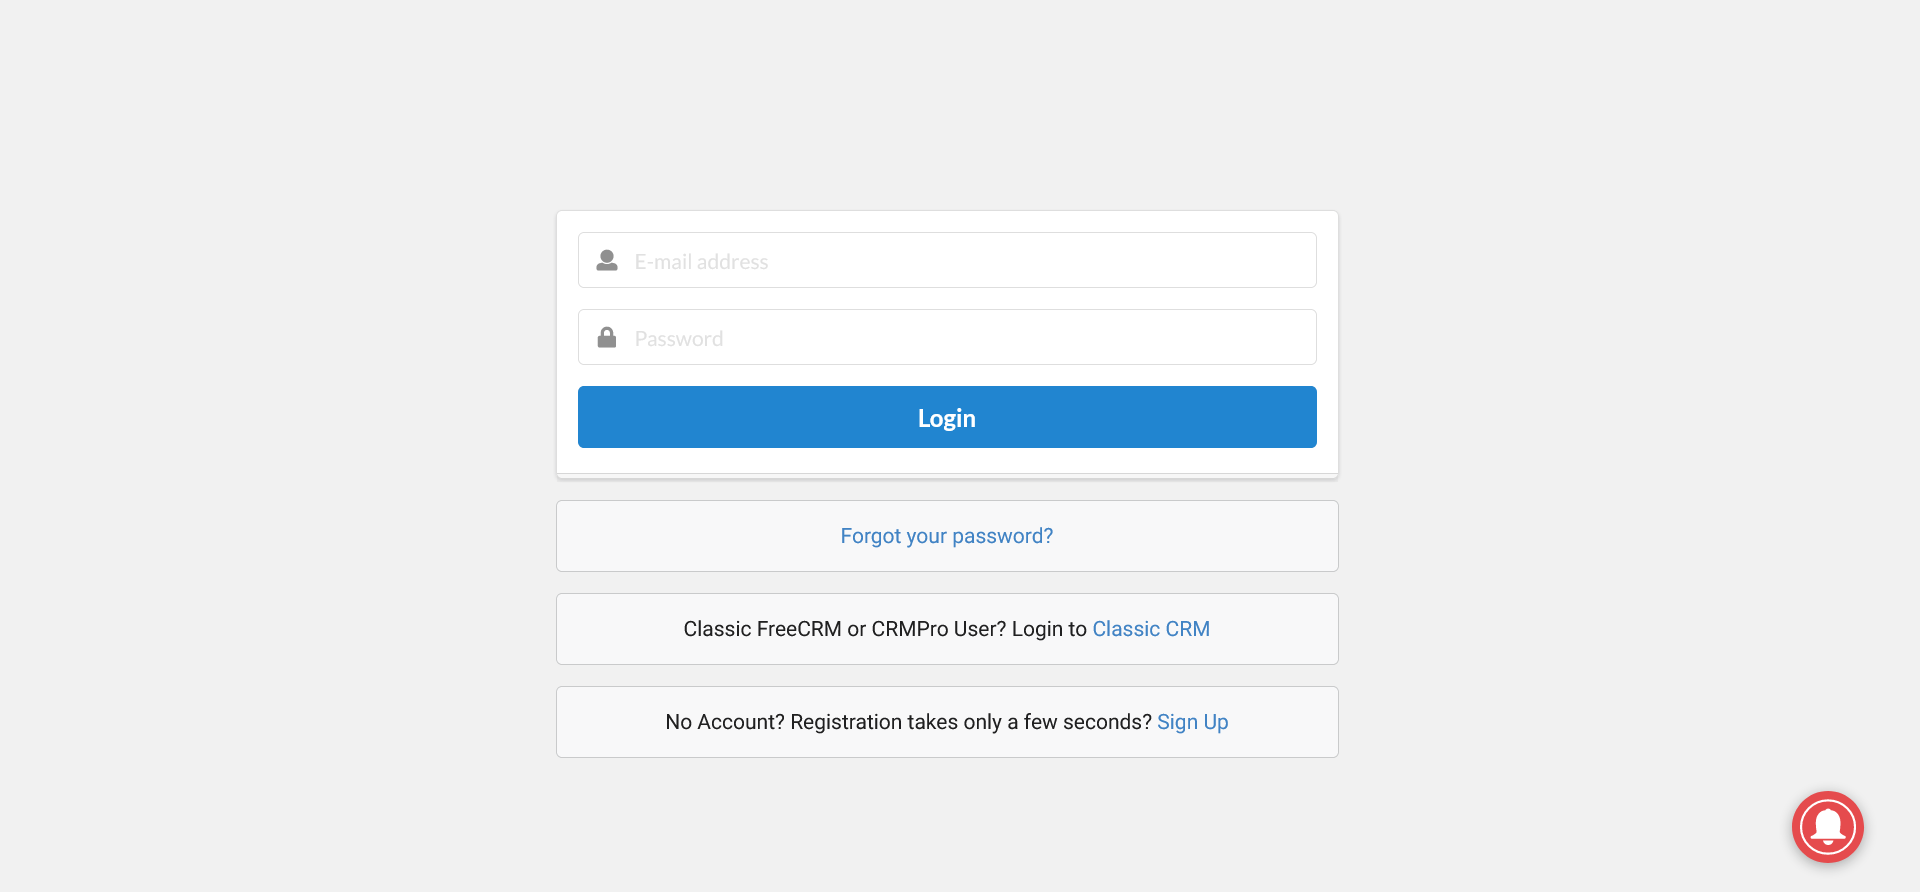 E-mail address
Password
Login
Forgot your password?
Classic FreeCRM or CRMPro User? Login to Classic CRM
No Account? Registration takes only a few seconds? Sign Up